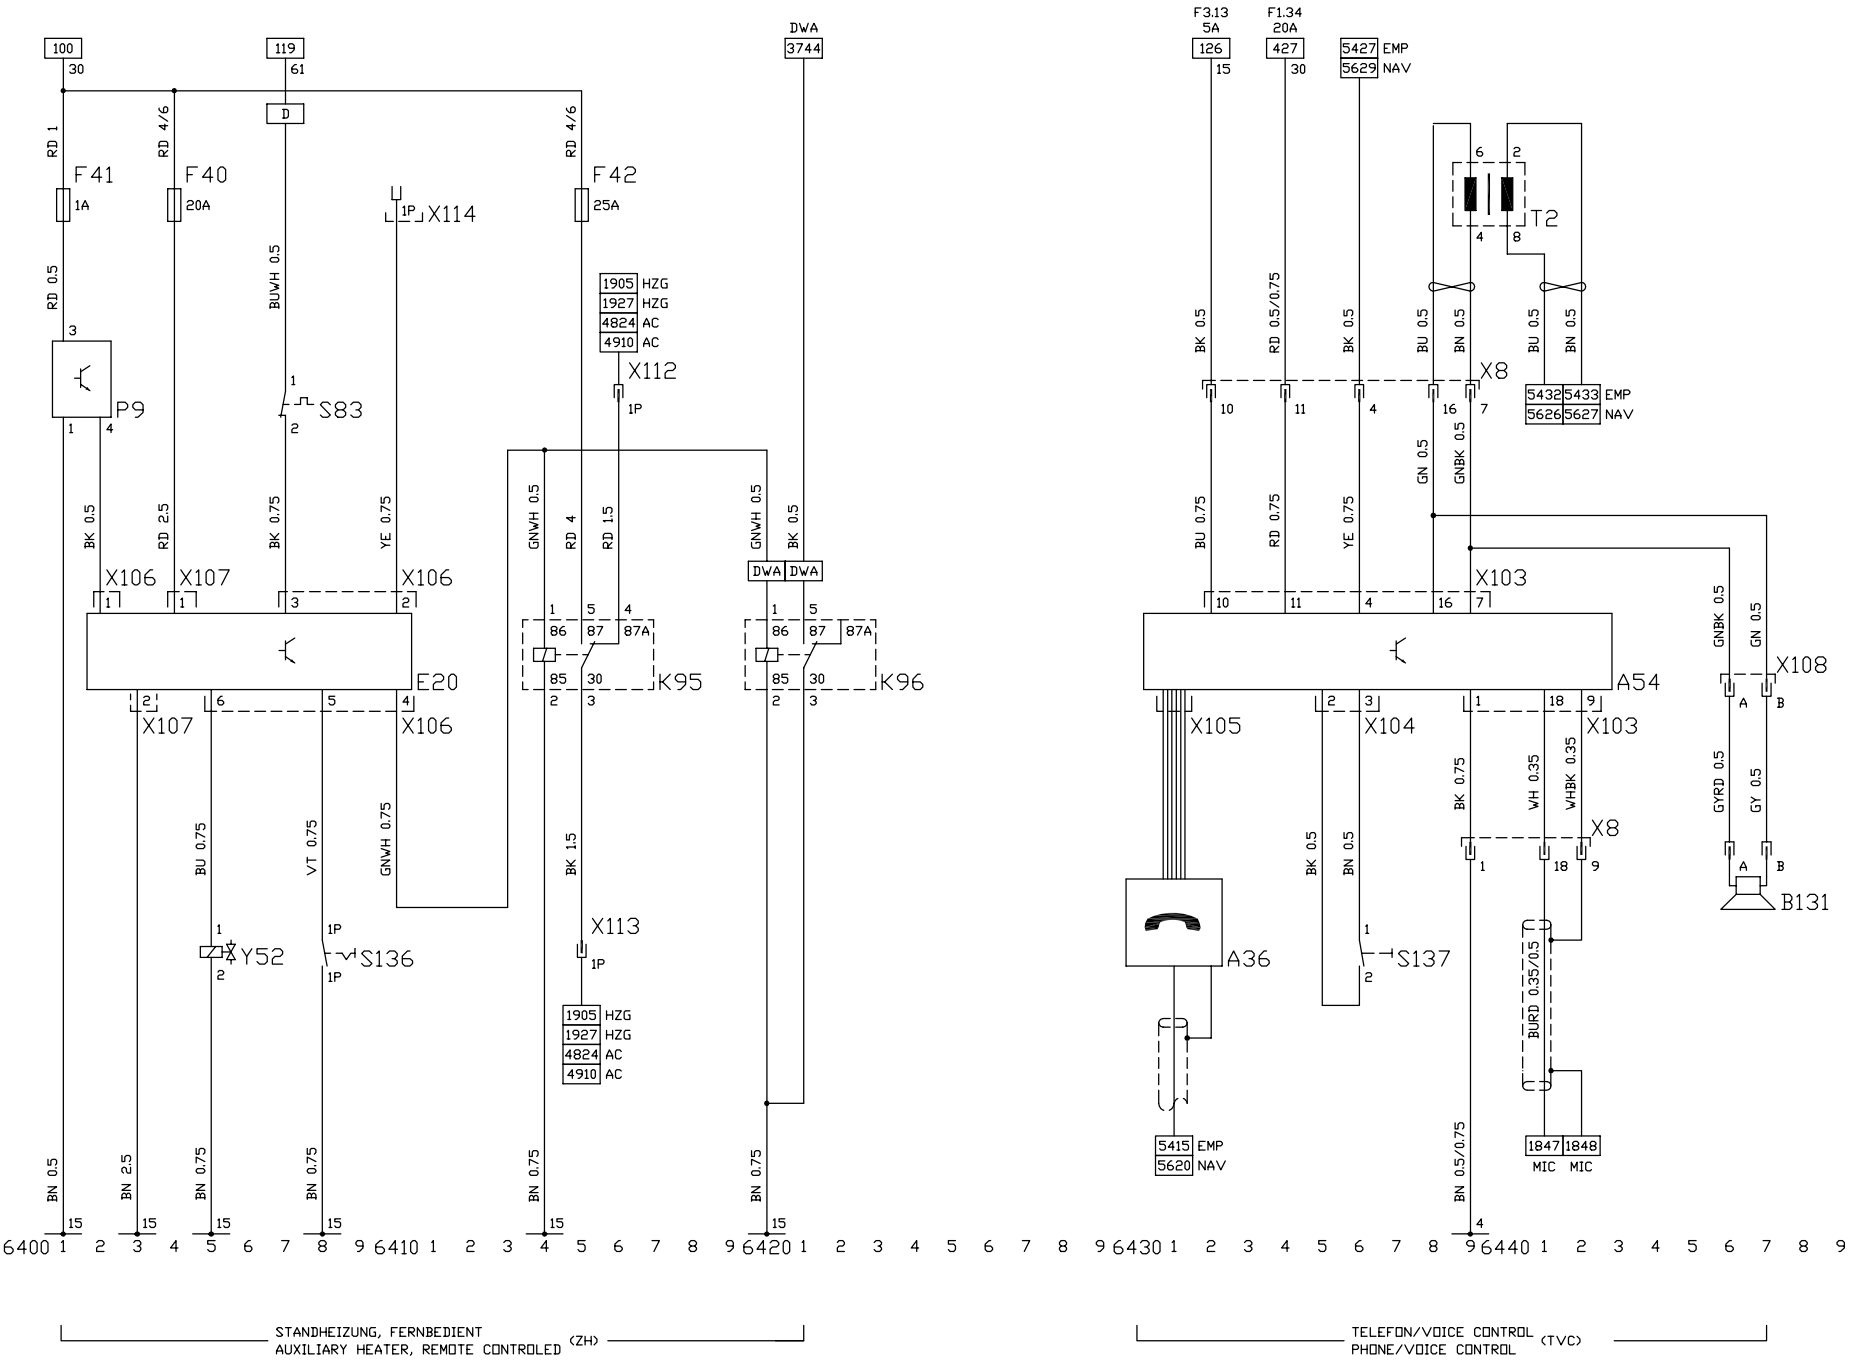 DWA
F3.13
F1.34
5A
20A
100
119
3744
126
427
5427 EMP
30
61
15
30
5629 NAV
D
RD 1
RD 4/6
RD 4/6
6
2
F41
F40
F42
1A
20A
25A
1P
X114
T2
4
8
RD 0.5
BUWH 0.5
1905 HZG
1927 HZG
4824 AC
4910 AC
BK 0.5
RD 0.5/0.75
BK 0.5
BU 0.5
BN 0.5
BU 0.5
BN 0.5
3
P9
1
4
1
S83
2
X112
1P
X8
10
11
4
16
7
5432 5433 EMP
5626 5627 NAV
GN 0.5
GNBK 0.5
BK 0.5
RD 2.5
BK 0.75
YE 0.75
GNWH 0.5
RD 4
RD 1.5
GNWH 0.5
BK 0.5
BU 0.75
RD 0.75
YE 0.75
DWA DWA
X106
X107
X106
X103
1
1
3
2
1
5
4
1
5
10
11
4
16
7
86
87
87A
86
87
87A
GNBK 0.5
GN 0.5
85
30
85
30
E20
K95
K96
A54
X108
A
B
2
6
5
4
2
3
2
3
2
3
1
18
9
X107
X106
X105
X104
X103
BK 0.75
WH 0.35
WHBK 0.35
GYRD 0.5
GY 0.5
BU 0.75
VT 0.75
GNWH 0.75
BK 1.5
BK 0.5
BN 0.5
X8
1
18
9
A
B
B131
1
Y52
2
1P
S136
1P
X113
1P
A36
1
S137
2
BURD 0.35/0.5
1905 HZG
1927 HZG
4824 AC
4910 AC
5415 EMP
5620 NAV
1847 1848
MIC MIC
BN 0.5
BN 2.5
BN 0.75
BN 0.75
BN 0.75
BN 0.75
BN 0.5/0.75
15
15
15
15
15
15
4
6400 1 2 3 4 5 6 7 8 9 6410 1 2 3 4 5 6 7 8 9 6420 1 2 3 4 5 6 7 8 9 6430 1 2 3 4 5 6 7 8 9 6440 1 2 3 4 5 6 7 8 9
STANDHEIZUNG, FERNBEDIENT
AUXILIARY HEATER, REMOTE CONTROLED (ZH)
TELEFON/VOICE CONTROL
PHONE/VOICE CONTROL (TVC)